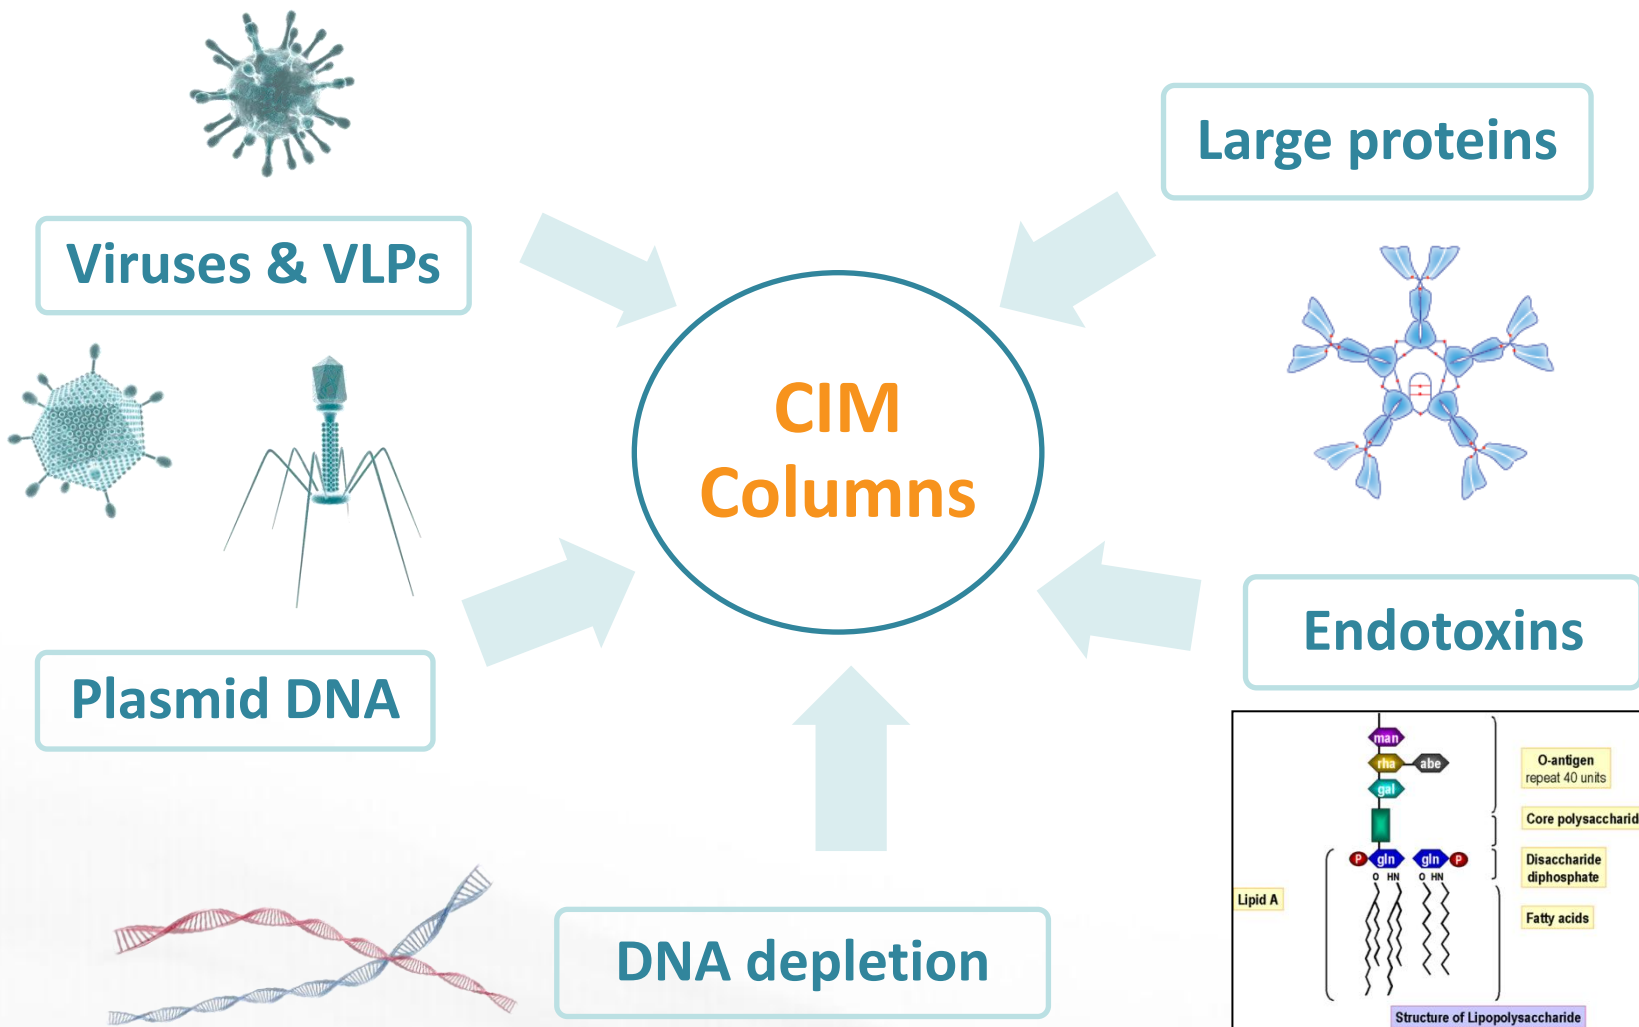 Viruses & VLPs
Large proteins
CIM
Columns
Plasmid DNA
Endotoxins
DNA depletion
man
rha
abe
gal
P
gln
gln
P
O HN
O HN
O-antigen
repeat 40 units
Core polysaccharid
Disaccharide
diphosphate
Lipid A
Fatty acids
Structure of Lipopolysaccharide